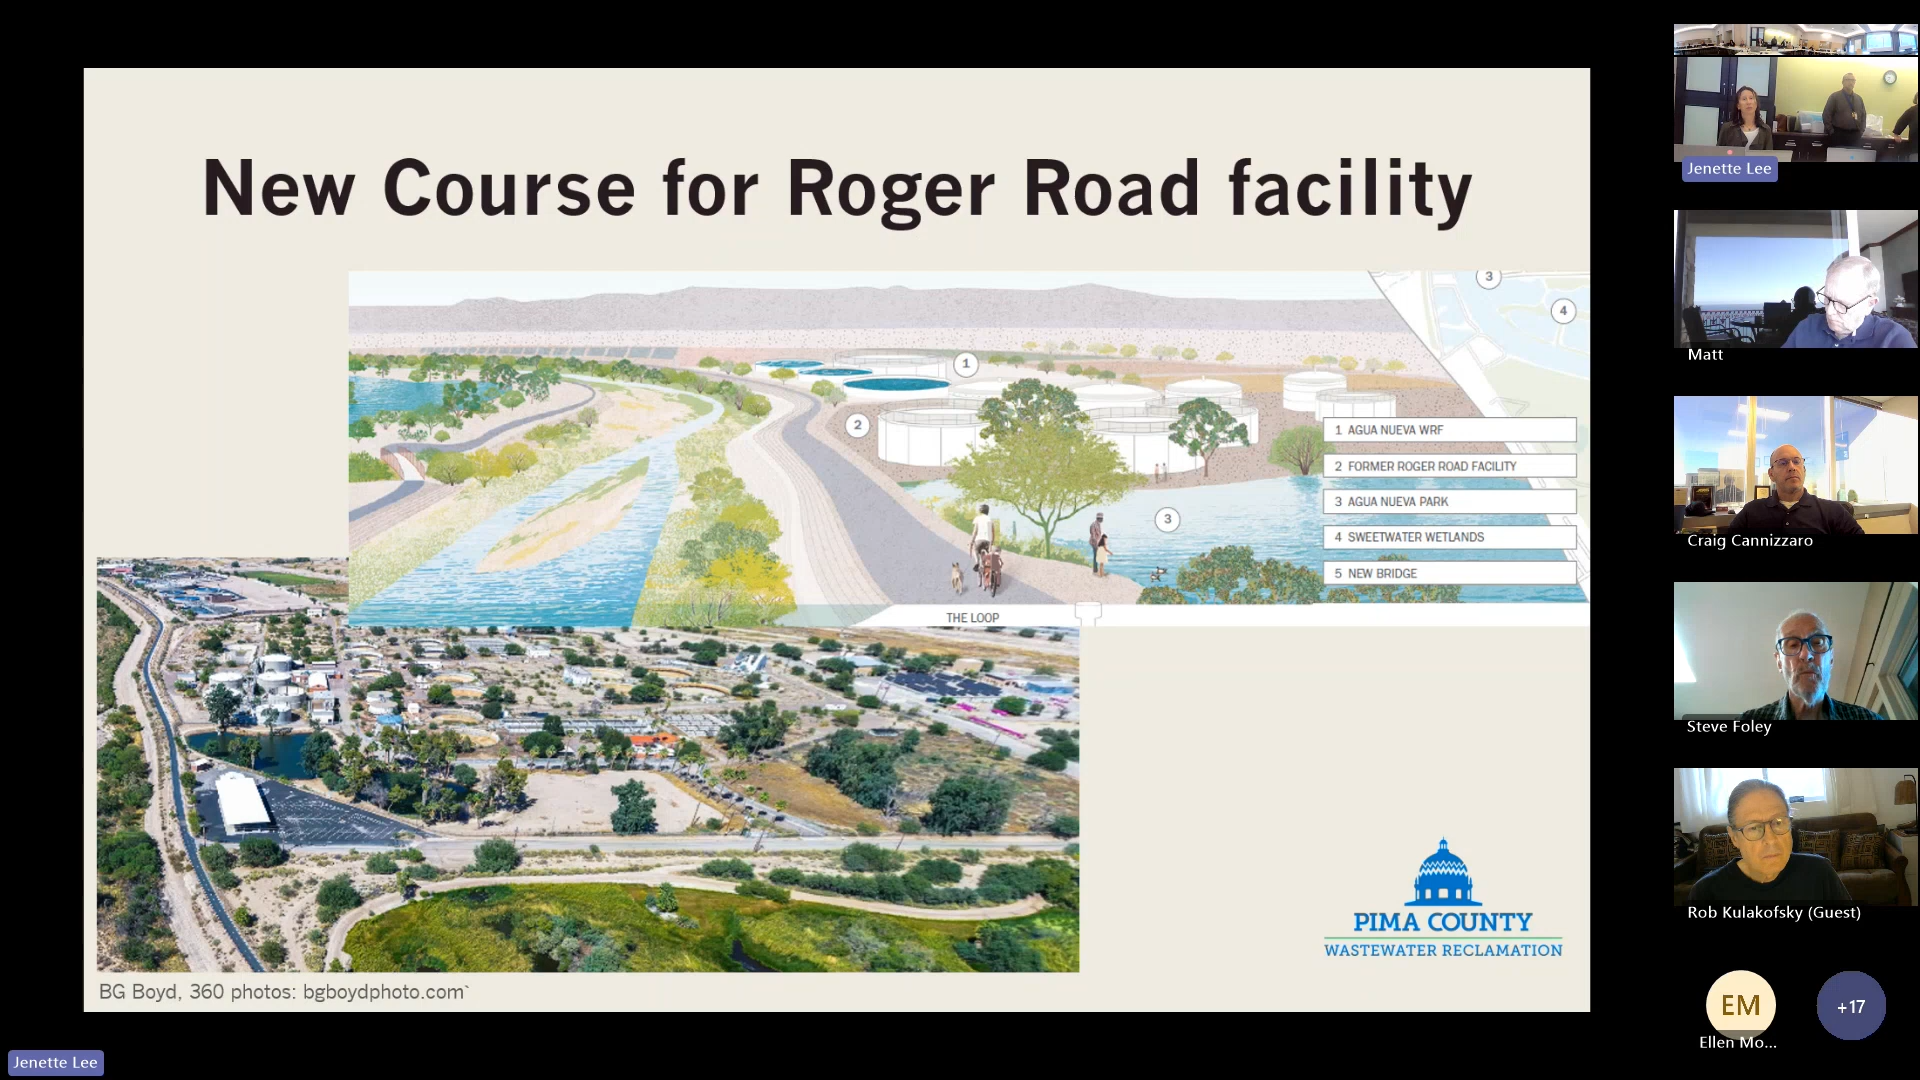 New Course for Roger Road facility
3
4
1
2
1 AGUA NUEVA WRF
2 FORMER ROGER ROAD FACILITY
3 AGUA NUEVA PARK
3
4 SWEETWATER WETLANDS
5 NEW BRIDGE
THE LOOP
PIMA COUNTY
WASTEWATER RECLAMATION
BG Boyd, 360 photos: bgboydphoto.com`
Jenette Lee
Jenette Lee
Matt
Craig Cannizzaro
Steve Foley
Rob Kulakofsky (Guest)
EM
+17
Ellen Mo...